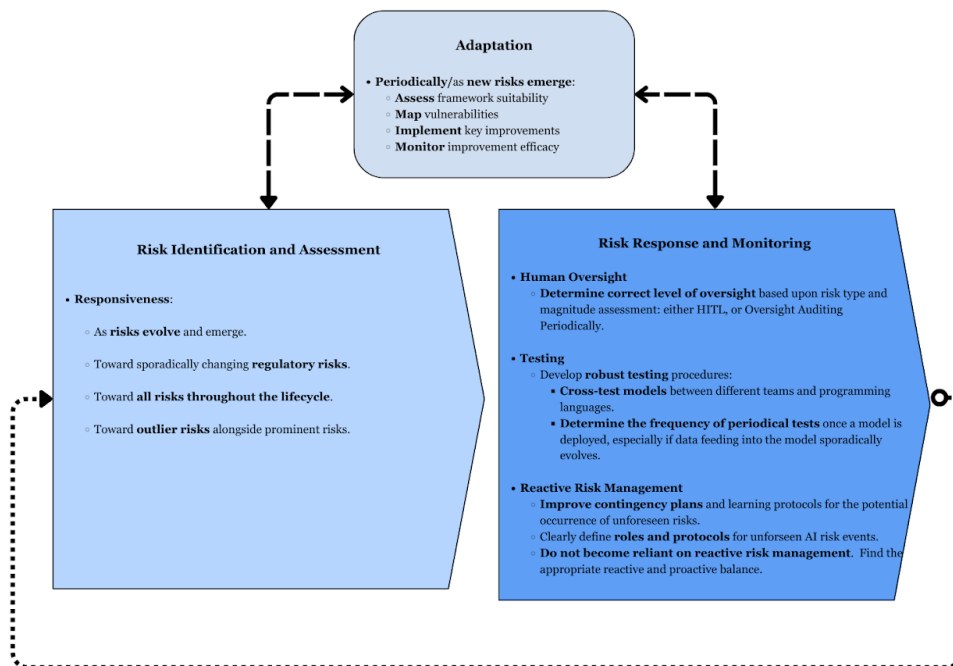 Adaptation
• Periodically/as new risks emerge:
◦ Assess framework suitability
◦ Map vulnerabilities
◦ Implement key improvements
◦ Monitor improvement efficacy
Risk Identification and Assessment
• Responsiveness:
◦ As risks evolve and emerge.
◦ Toward sporadically changing regulatory risks.
◦ Toward all risks throughout the lifecycle.
◦ Toward outlier risks alongside prominent risks.
Risk Response and Monitoring
• Human Oversight
◦ Determine correct level of oversight based upon risk type and
magnitude assessment: either HITL, or Oversight Auditing
Periodically.
• Testing
◦ Develop robust testing procedures:
▪ Cross-test models between different teams and programming
languages.
▪ Determine the frequency of periodical tests once a model is
deployed, especially if data feeding into the model sporadically
evolves.
• Reactive Risk Management
◦ Improve contingency plans and learning protocols for the potential
occurrence of unforeseen risks.
◦ Clearly define roles and protocols for unforseen AI risk events.
◦ Do not become reliant on reactive risk management. Find the
appropriate reactive and proactive balance.